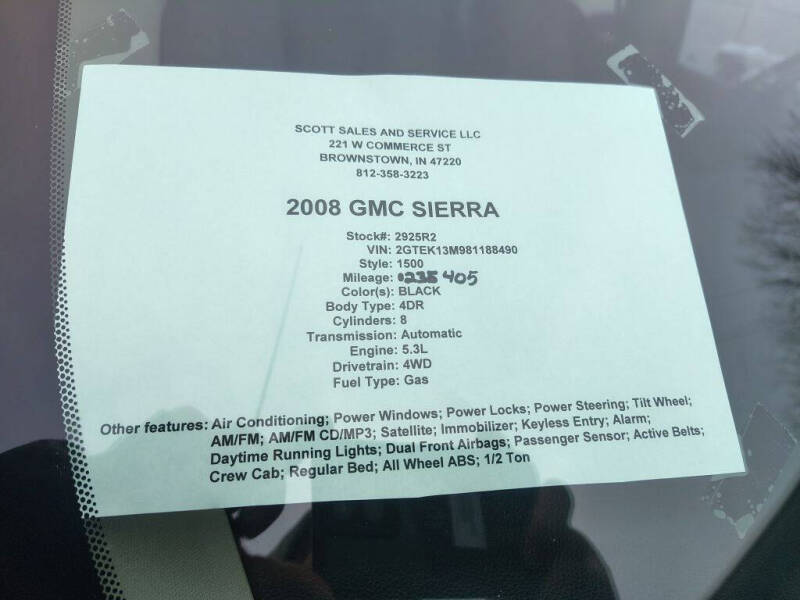 SCOTT SALES AND SERVICE LLC
221 W COMMERCE ST
BROWNSTOWN, IN 47220
812-358-3223
2008 GMC SIERRA
Stock#: 2925R2
VIN: 2GTEK13M981188490
Style: 1500
Mileage: 235405
Color(s): BLACK
Body Type: 4DR
Cylinders: 8
Transmission: Automatic
Engine: 5.3L
Drivetrain: 4WD
Fuel Type: Gas
Other features: Air Conditioning; Power Windows; Power Locks; Power Steering; Tilt Wheel;
AM/FM; AM/FM CD/MP3; Satellite; Immobilizer; Keyless Entry; Alarm;
Daytime Running Lights; Dual Front Airbags; Passenger Sensor; Active Belts;
Crew Cab; Regular Bed; All Wheel ABS; 1/2 Ton